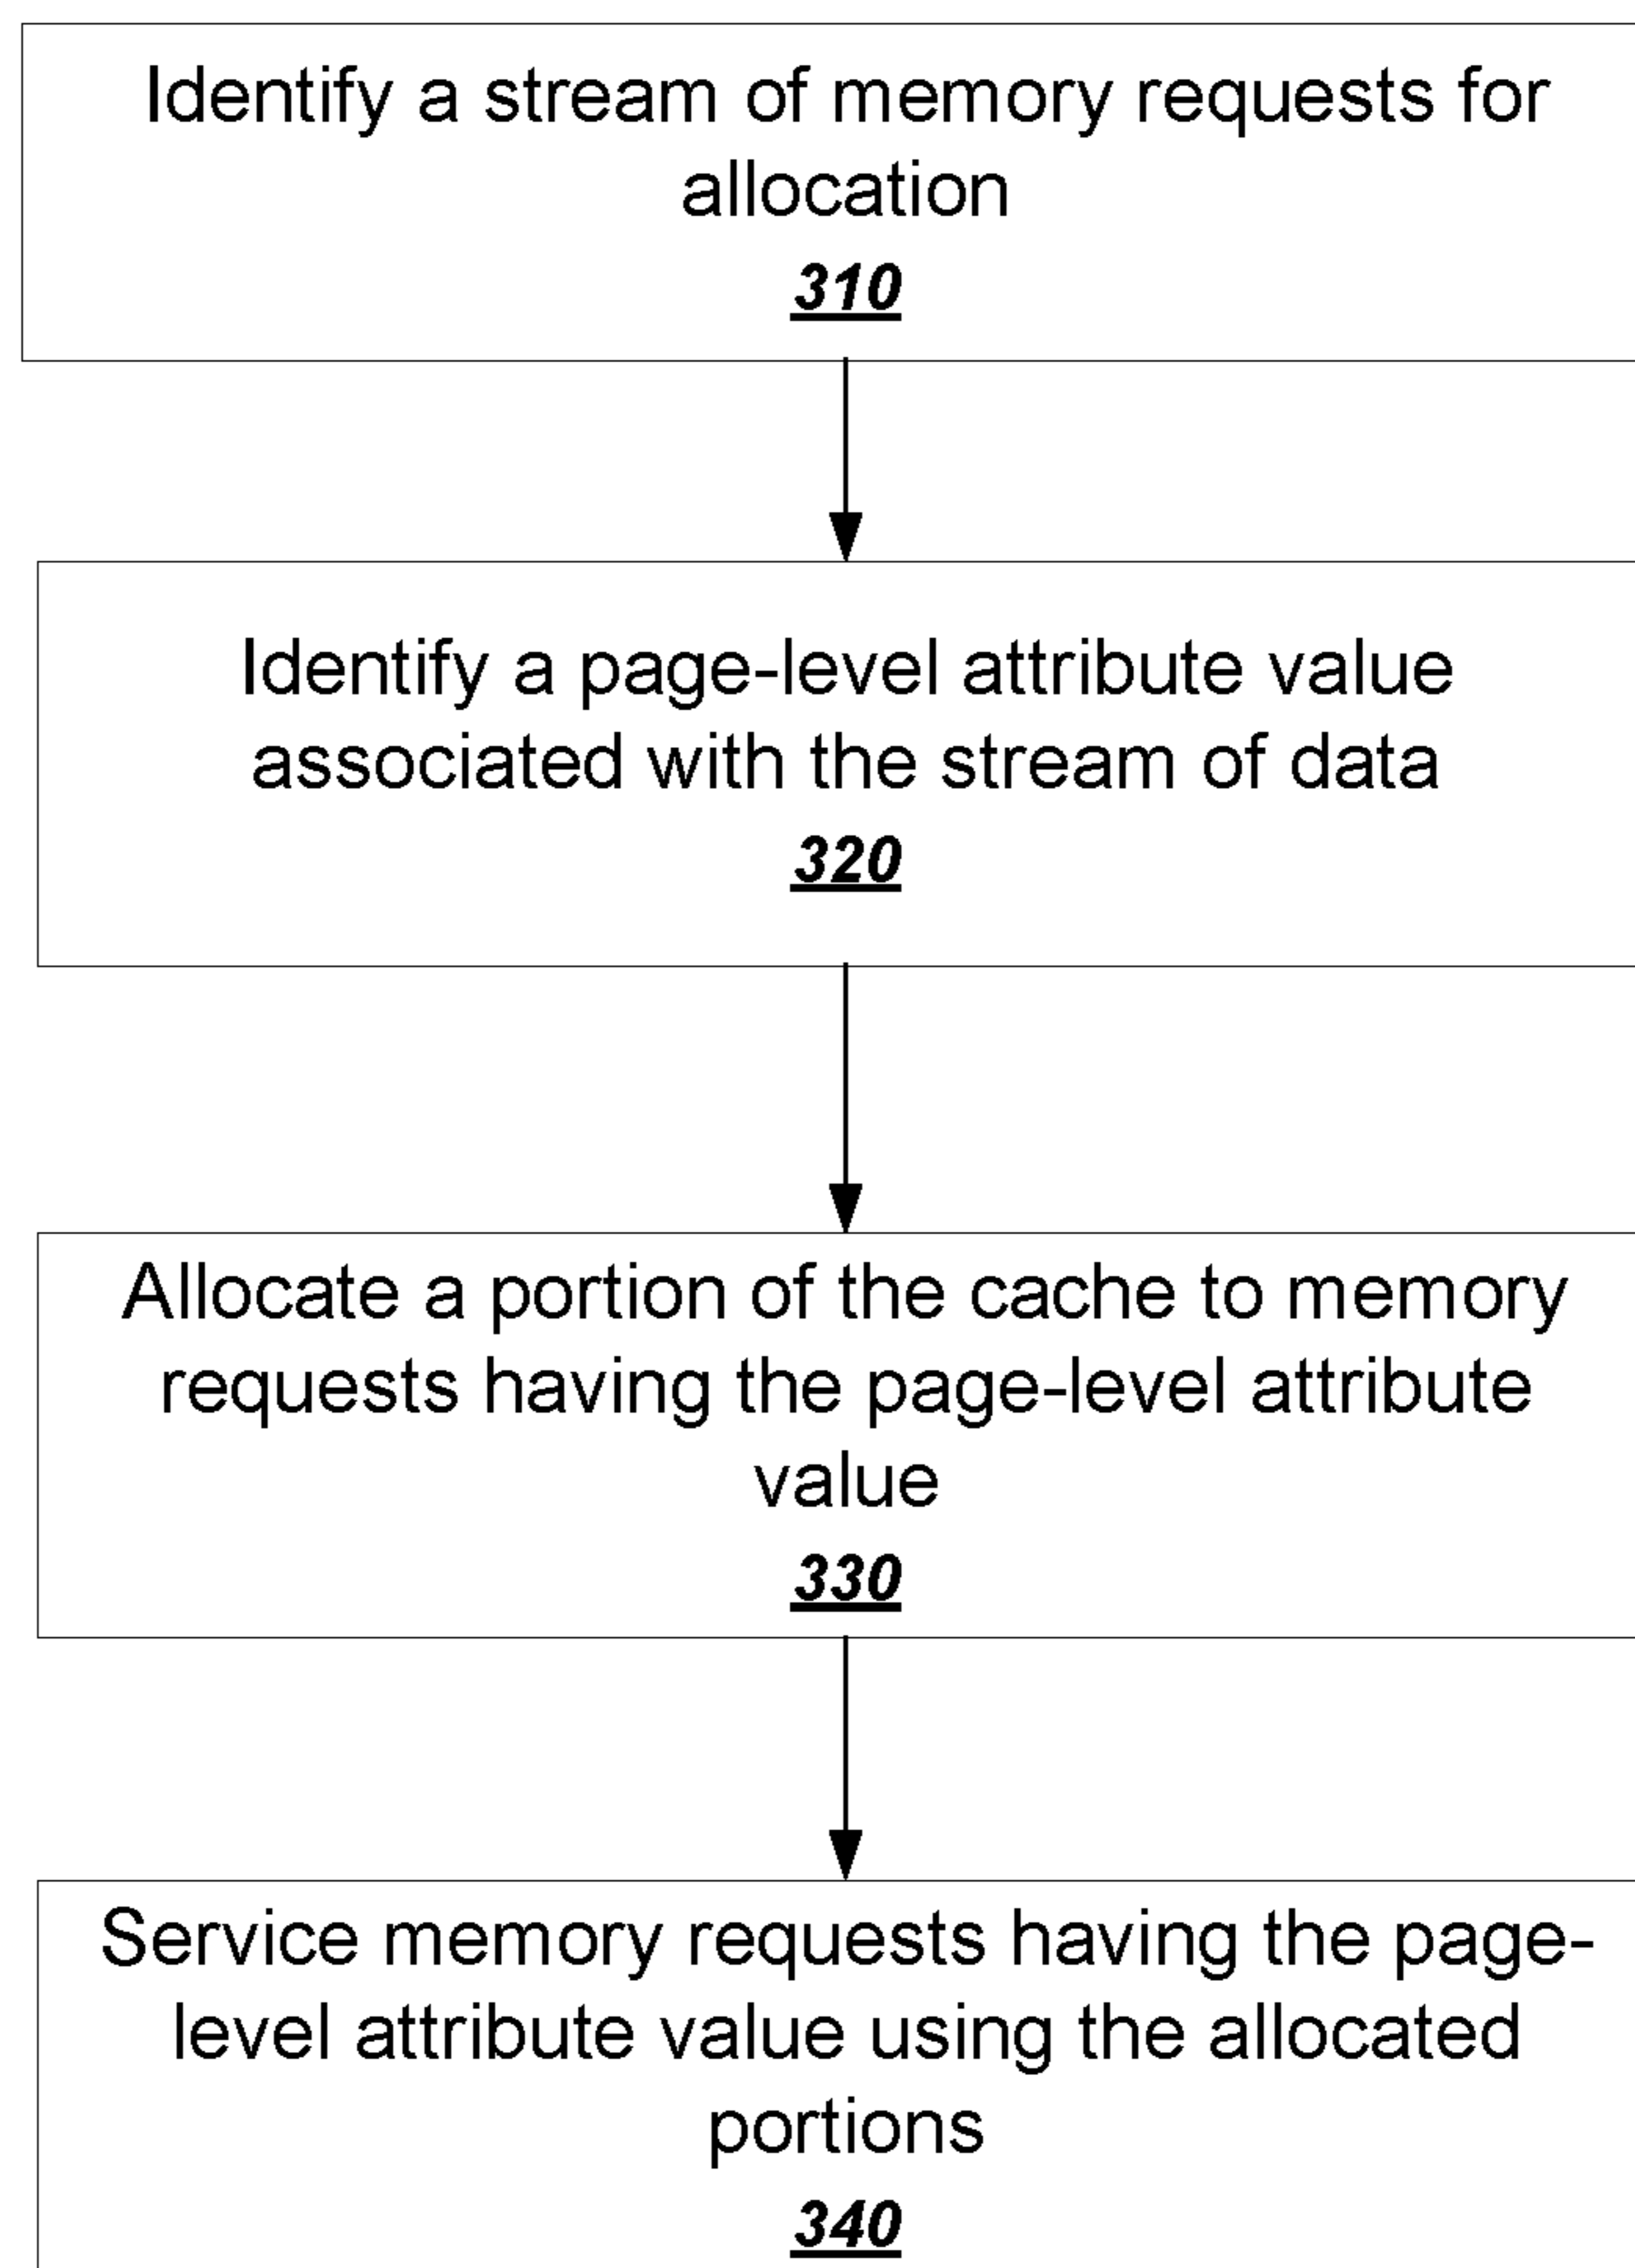 Identify a stream of memory requests for
allocation
310
Identify a page-level attribute value
associated with the stream of data
320
Allocate a portion of the cache to memory
requests having the page-level attribute
value
330
Service memory requests having the page-
level attribute value using the allocated
portions
340